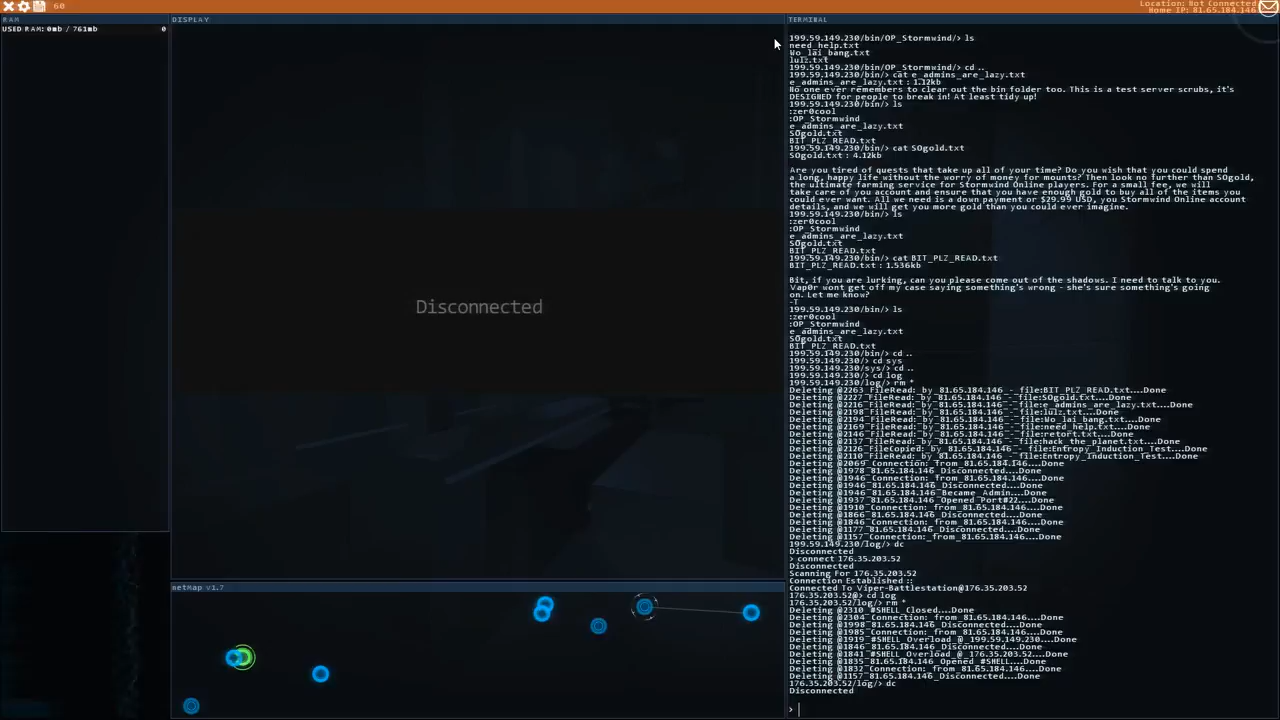 60
Location: Not Connected
Home IP: 81.65.184.146
RAM
USED RAM: 0mb / 761mb
0
DISPLAY
Disconnected
netMap v1.7
TERMINAL
199.59.149.230/bin/OP_Stormwind/> ls
need_help.txt
Wo_lai_bang.txt
lulz.txt
199.59.149.230/bin/OP_Stormwind/> cd ..
199.59.149.230/bin/> cat e_admins_are_lazy.txt
e_admins_are_lazy.txt : 1.12kb
No one ever remembers to clear out the bin folder too. This is a test server scrubs, it's
DESIGNED for people to break in! At least tidy up!
199.59.149.230/bin/> ls
:zer0cool
:OP_Stormwind
e_admins_are_lazy.txt
SOgold.txt
BIT_PLZ_READ.txt
199.59.149.230/bin/> cat SOgold.txt
SOgold.txt : 4.12kb
Are you tired of quests that take up all of your time? Do you wish that you could spend
a long, happy life without the worry of money for mounts? Then look no further than SOgold,
the ultimate farming service for Stormwind Online players. For a small fee, we will
take care of you account and ensure that you have enough gold to buy all of the items you
could ever want. All we need is a down payment or $29.99 USD, you Stormwind Online account
details, and we will get you more gold than you could ever imagine.
199.59.149.230/bin/> ls
:zer0cool
:OP_Stormwind
e_admins_are_lazy.txt
SOgold.txt
BIT_PLZ_READ.txt
199.59.149.230/bin/> cat BIT_PLZ_READ.txt
BIT_PLZ_READ.txt : 1.536kb
Bit, if you are lurking, can you please come out of the shadows. I need to talk to you.
Vap0r wont get off my case saying something's wrong - she's sure something's going
on. Let me know?
-T
199.59.149.230/bin/> ls
:zer0cool
:OP_Stormwind
e_admins_are_lazy.txt
SOgold.txt
BIT_PLZ_READ.txt
199.59.149.230/bin/> cd ..
199.59.149.230/> cd sys
199.59.149.230/sys/> cd ..
199.59.149.230/> cd log
199.59.149.230/log/> rm *
Deleting @2263_FileRead:_by_81.65.184.146_-_file:BIT_PLZ_READ.txt....Done
Deleting @2227_FileRead:_by_81.65.184.146_-_file:SOgold.txt....Done
Deleting @2216_FileRead:_by_81.65.184.146_-_file:e_admins_are_lazy.txt....Done
Deleting @2198_FileRead:_by_81.65.184.146_-_file:lulz.txt....Done
Deleting @2194_FileRead:_by_81.65.184.146_-_file:Wo_lai_bang.txt....Done
Deleting @2169_FileRead:_by_81.65.184.146_-_file:need_help.txt....Done
Deleting @2146_FileRead:_by_81.65.184.146_-_file:retort.txt....Done
Deleting @2137_FileRead:_by_81.65.184.146_-_file:hack_the_planet.txt....Done
Deleting @2126_FileCopied:_by_81.65.184.146_-_file:Entropy_Induction_Test....Done
Deleting @2110_FileRead:_by_81.65.184.146_-_file:Entropy_Induction_Test....Done
Deleting @2069_Connection:_from_81.65.184.146....Done
Deleting @1978_81.65.184.146_Disconnected....Done
Deleting @1946_Connection:_from_81.65.184.146....Done
Deleting @1946_81.65.184.146_Disconnected....Done
Deleting @1946_81.65.184.146_Became_Admin....Done
Deleting @1937_81.65.184.146_Opened_Port#22....Done
Deleting @1910_Connection:_from_81.65.184.146....Done
Deleting @1866_81.65.184.146_Disconnected....Done
Deleting @1846_Connection:_from_81.65.184.146....Done
Deleting @1177_81.65.184.146_Disconnected....Done
Deleting @1157_Connection:_from_81.65.184.146....Done
199.59.149.230/log/> dc
Disconnected
> connect 176.35.203.52
Disconnected
Scanning For 176.35.203.52
Connection Established ::
Connected To Viper-Battlestation@176.35.203.52
176.35.203.52@> cd log
176.35.203.52/log/> rm *
Deleting @2310_#SHELL_Closed....Done
Deleting @2304_Connection:_from_81.65.184.146....Done
Deleting @1998_81.65.184.146_Disconnected....Done
Deleting @1985_Connection:_from_81.65.184.146....Done
Deleting @1919_#SHELL_Overload_@_199.59.149.230....Done
Deleting @1846_81.65.184.146_Disconnected....Done
Deleting @1841_#SHELL_Overload_@_176.35.203.52....Done
Deleting @1835_81.65.184.146_Opened_#SHELL....Done
Deleting @1832_Connection:_from_81.65.184.146....Done
Deleting @1157_81.65.184.146_Disconnected....Done
176.35.203.52/log/> dc
Disconnected
>